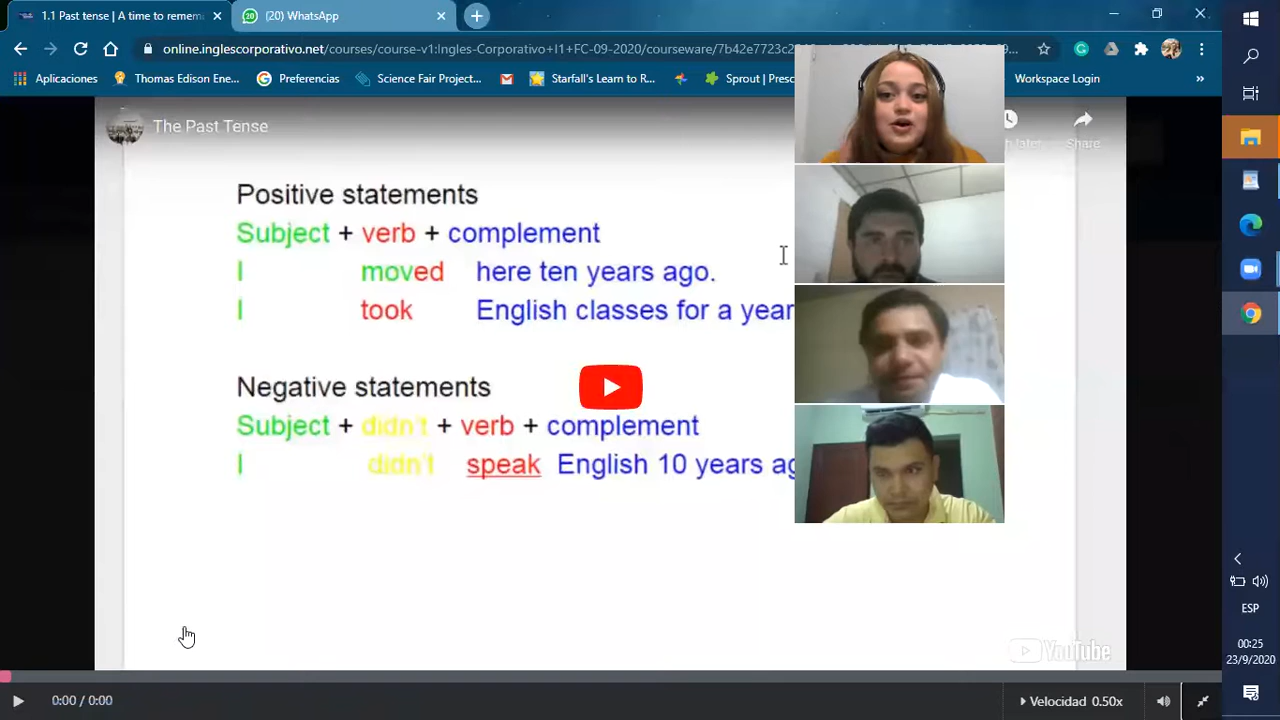 1.1 Past tense | A time to remem
(20) WhatsApp
online.inglescorporativo.net/courses/course-v1:Ingles-Corporativo+I1+FC-09-2020/courseware/7b42e7723c2
Aplicaciones
Thomas Edison Ene...
Preferencias
Science Fair Project...
Starfall's Learn to R...
Sprout | Presc
Workspace Login
»
The Past Tense
Share
Positive statements
Subject + verb + complement
I moved here ten years ago.
I took English classes for a year
Negative statements
Subject + didn't + verb + complement
I didn't speak English 10 years ag
YouTube
0:00 / 0:00
Velocidad 0.50x
ESP
00:25
23/9/2020